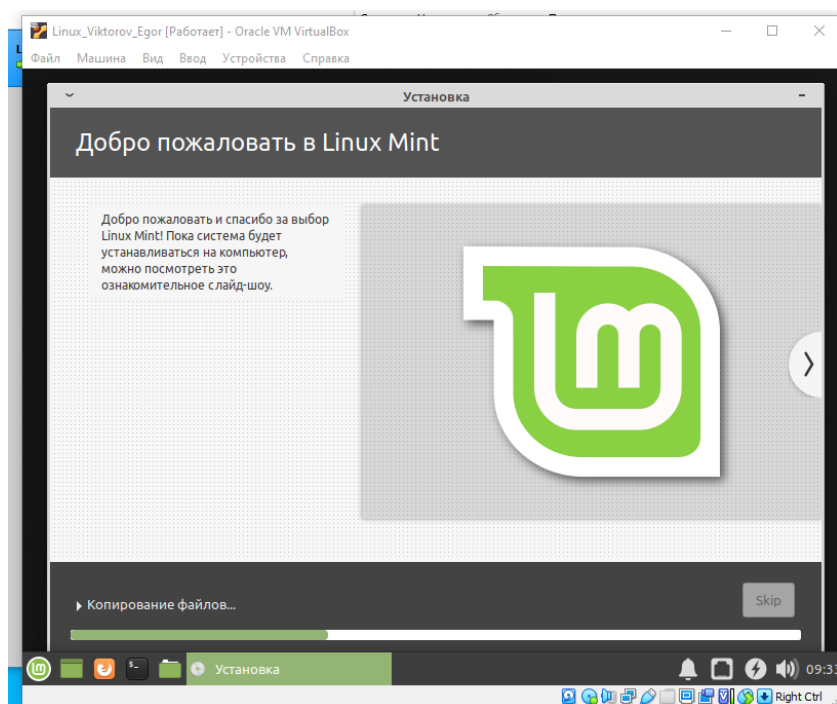 Linux_Viktorov_Egor [Работает] - Oracle VM VirtualBox
Файл Машина Вид Ввод Устройства Справка
Установка
Добро пожаловать в Linux Mint
Добро пожаловать и спасибо за выбор
Linux Mint! Пока система будет
устанавливаться на компьютер,
можно посмотреть это
ознакомительное слайд-шоу.
lm
Копирование файлов...
Skip
Установка
09:33
Right Ctrl